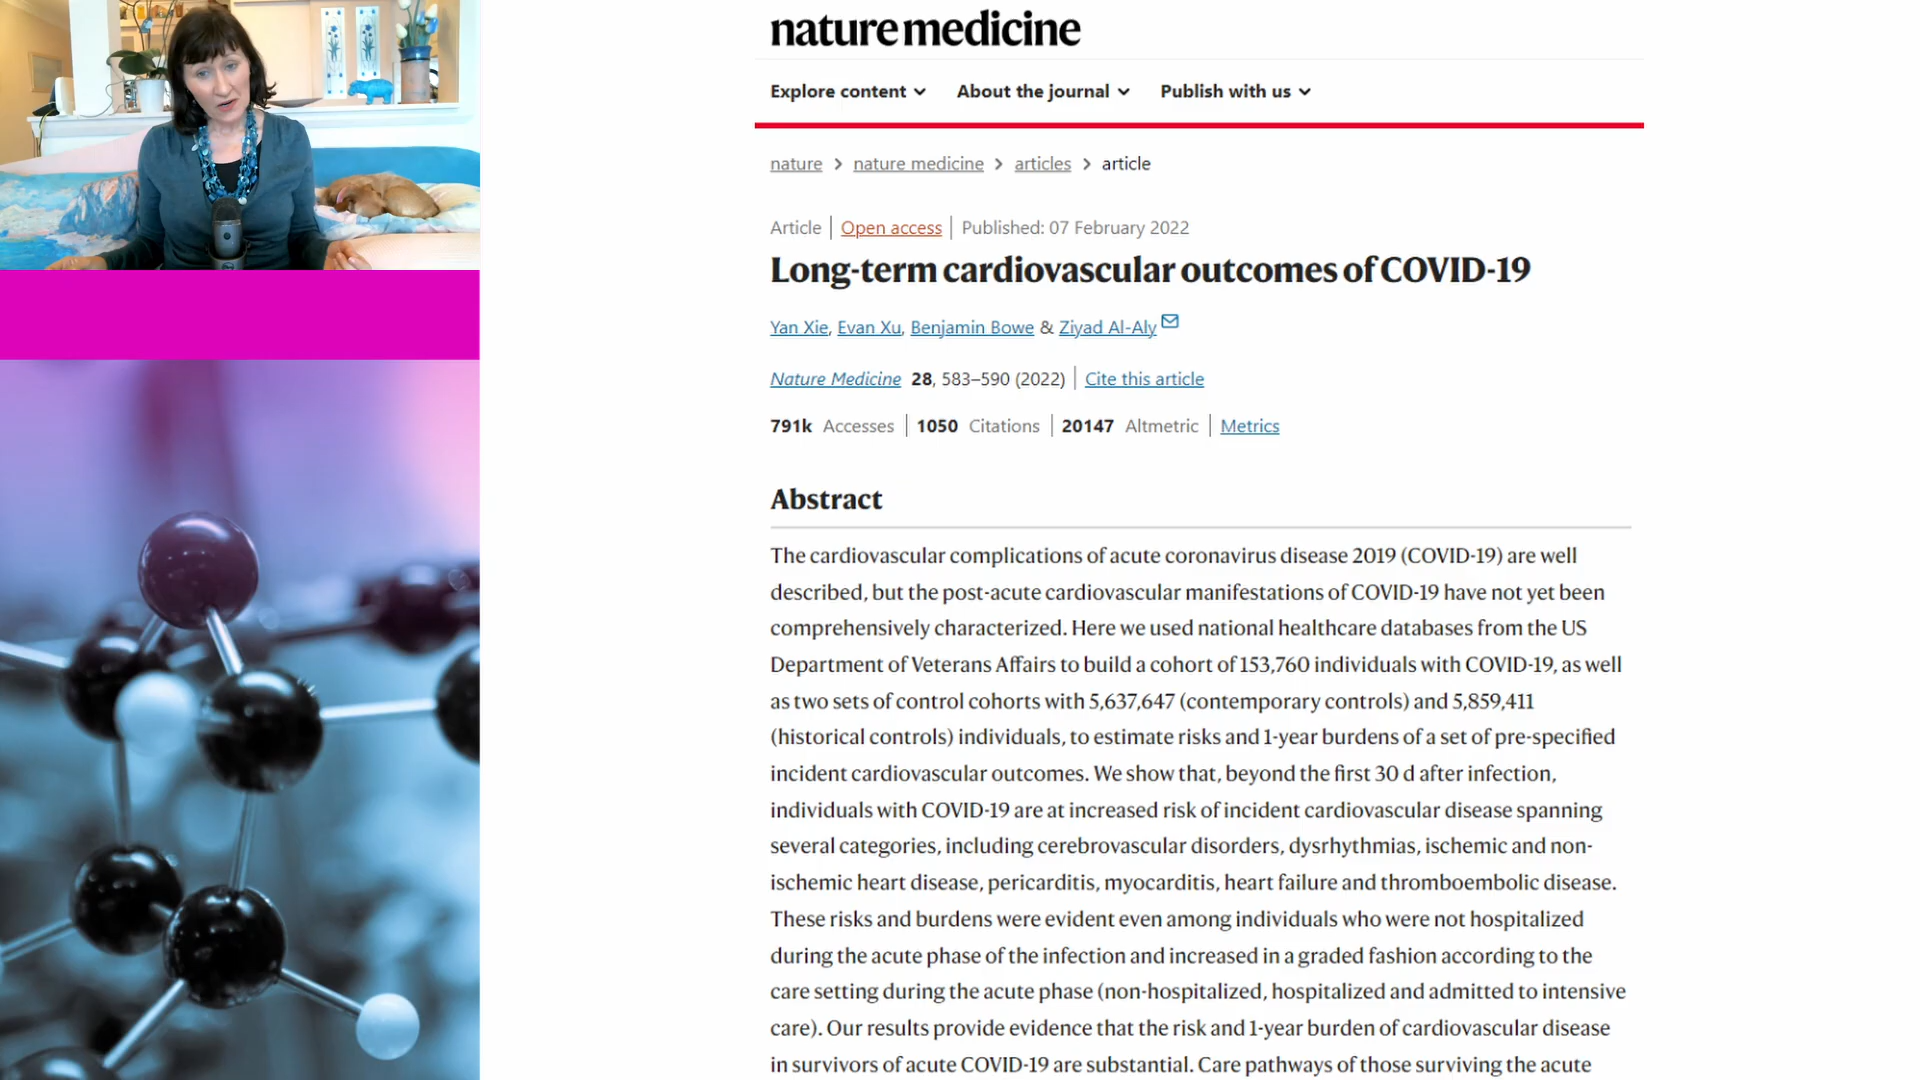 nature medicine
Explore content About the journal Publish with us
nature > nature medicine > articles > article
Article | Open access | Published: 07 February 2022
Long-term cardiovascular outcomes of COVID-19
Yan Xie, Evan Xu, Benjamin Bowe & Ziyad Al-Aly
Nature Medicine 28, 583–590 (2022) | Cite this article
791k Accesses | 1050 Citations | 20147 Altmetric | Metrics
Abstract
The cardiovascular complications of acute coronavirus disease 2019 (COVID-19) are well
described, but the post-acute cardiovascular manifestations of COVID-19 have not yet been
comprehensively characterized. Here we used national healthcare databases from the US
Department of Veterans Affairs to build a cohort of 153,760 individuals with COVID-19, as well
as two sets of control cohorts with 5,637,647 (contemporary controls) and 5,859,411
(historical controls) individuals, to estimate risks and 1-year burdens of a set of pre-specified
incident cardiovascular outcomes. We show that, beyond the first 30 d after infection,
individuals with COVID-19 are at increased risk of incident cardiovascular disease spanning
several categories, including cerebrovascular disorders, dysrhythmias, ischemic and non-
ischemic heart disease, pericarditis, myocarditis, heart failure and thromboembolic disease.
These risks and burdens were evident even among individuals who were not hospitalized
during the acute phase of the infection and increased in a graded fashion according to the
care setting during the acute phase (non-hospitalized, hospitalized and admitted to intensive
care). Our results provide evidence that the risk and 1-year burden of cardiovascular disease
in survivors of acute COVID-19 are substantial. Care pathways of those surviving the acute